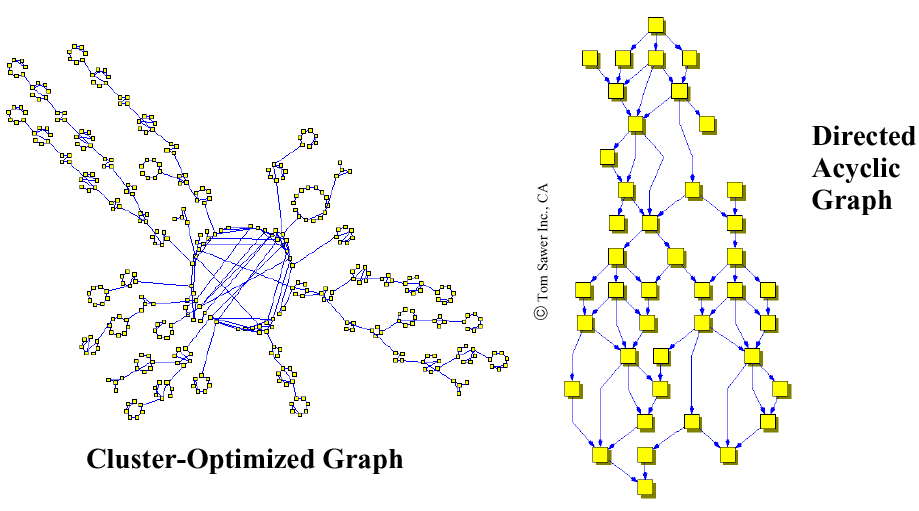 Directed
Acyclic
Graph
© Tom Sawer Inc., CA
Cluster-Optimized Graph